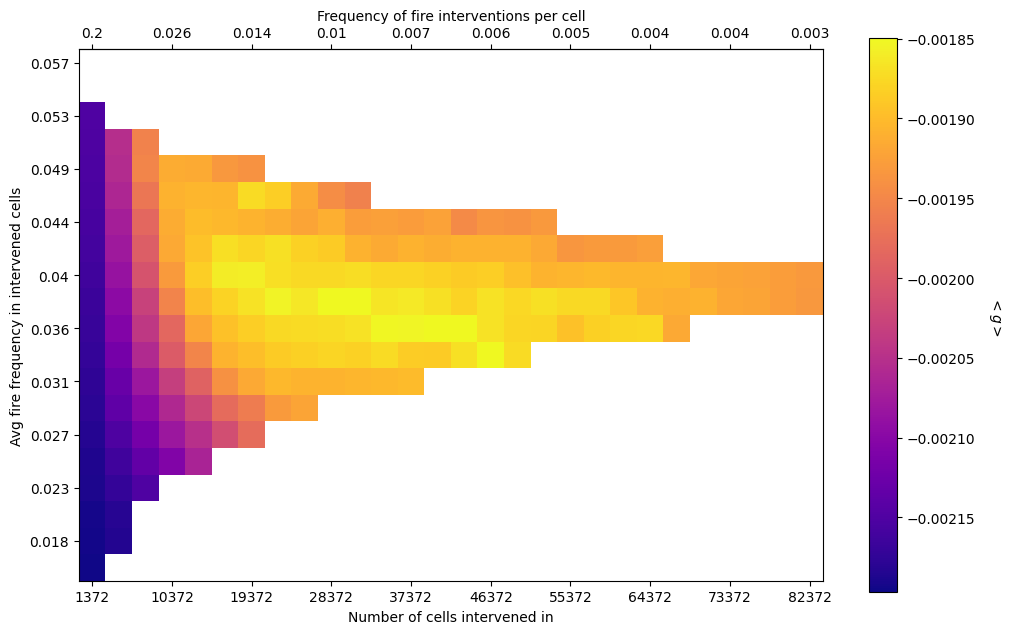 Frequency of fire interventions per cell
0.2 0.026 0.014 0.01 0.007 0.006 0.005 0.004 0.004 0.003
Avg fire frequency in intervened cells
0.057
0.053
0.049
0.044
0.04
0.036
0.031
0.027
0.023
0.018
1372 10372 19372 28372 37372 46372 55372 64372 73372 82372
Number of cells intervened in
−0.00185
−0.00190
−0.00195
−0.00200
−0.00205
−0.00210
−0.00215
< g >